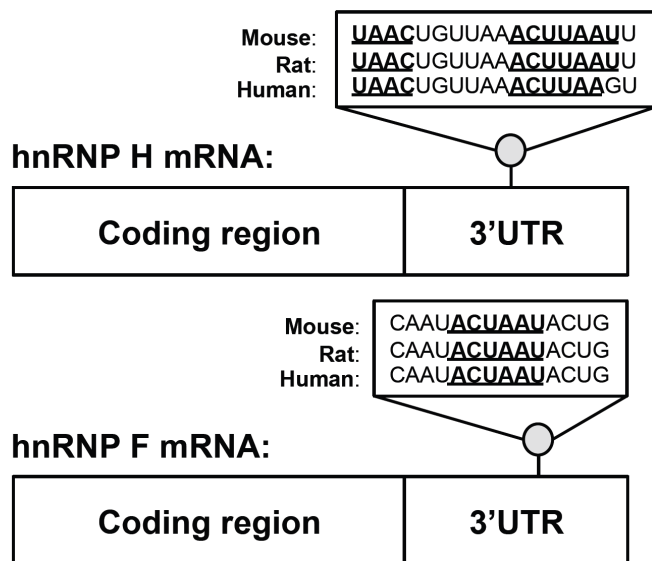 Mouse: UAACUGUUAAACUUAAUU
Rat: UAACUGUUAAACUUAAUU
Human: UAACUGUUAAACUUAAGU
hnRNP H mRNA:
Coding region 3'UTR
Mouse: CAAUACUAAUACUG
Rat: CAAUACUAAUACUG
Human: CAAUACUAAUACUG
hnRNP F mRNA:
Coding region 3'UTR